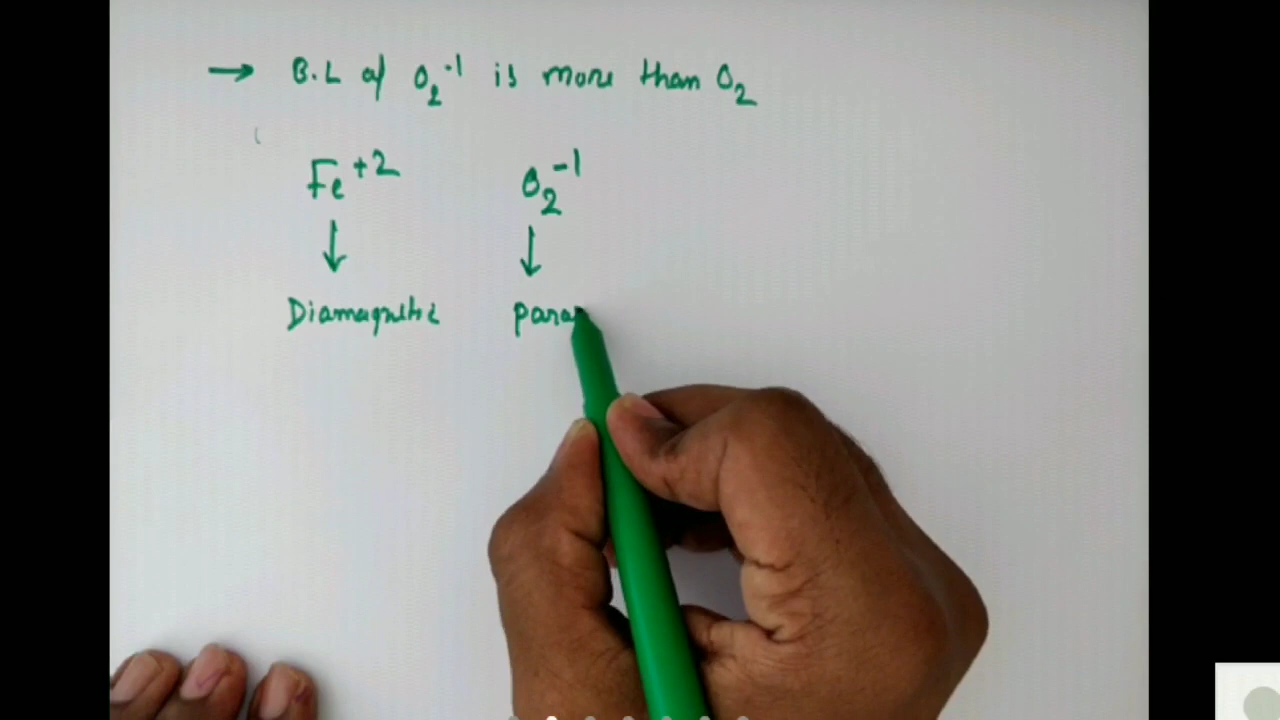 → B.L of O₂⁻¹ is more than O₂
Fe⁺² O₂⁻¹
↓ ↓
Diamagnetic para